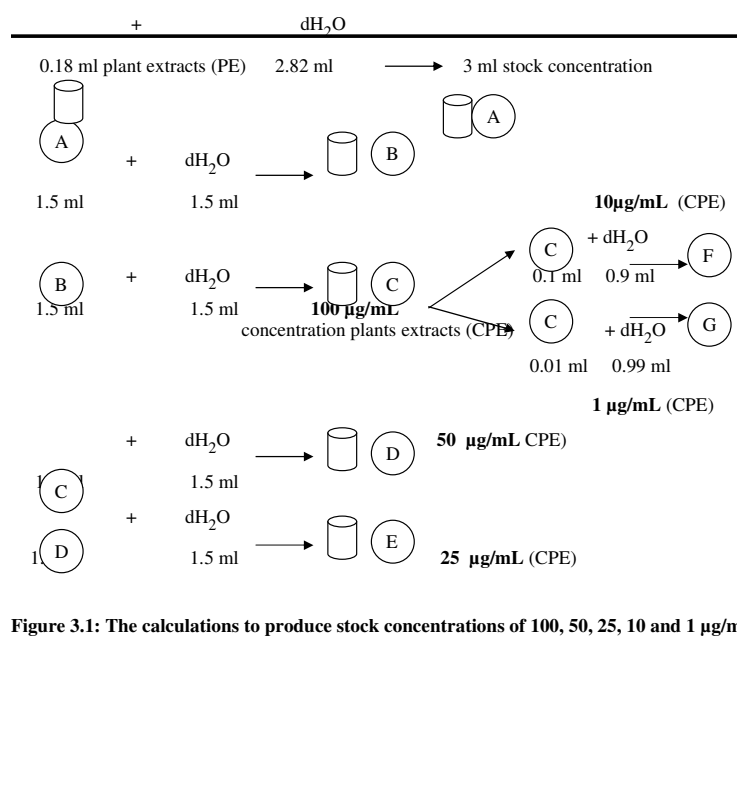 + dH₂O
0.18 ml plant extracts (PE) 2.82 ml 3 ml stock concentration
A
A
+ dH₂O B
1.5 ml 1.5 ml
10µg/mL (CPE)
C + dH₂O F
0.1 ml 0.9 ml
B + dH₂O C
1.5 ml 1.5 ml 100 µg/mL
concentration plants extracts (CPE)
C + dH₂O G
0.01 ml 0.99 ml
1 µg/mL (CPE)
+ dH₂O D 50 µg/mL CPE)
C 1.5 ml
+ dH₂O
D 1.5 ml E 25 µg/mL (CPE)
Figure 3.1: The calculations to produce stock concentrations of 100, 50, 25, 10 and 1 µg/m